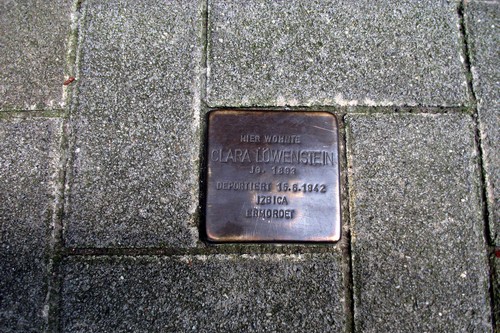 HIER WOHNTE
CLARA LÖWENSTEIN
JG. 1893
DEPORTIERT 15.6.1942
IZBICA
ERMORDET